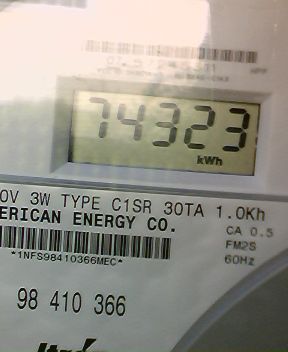 74323
kWh
0V 3W TYPE C1SR 30TA 1.0Kh
ERICAN ENERGY CO.
CA 0.5
FM2S
*1NFS98410366MEC*
60Hz
98 410 366
Itrón